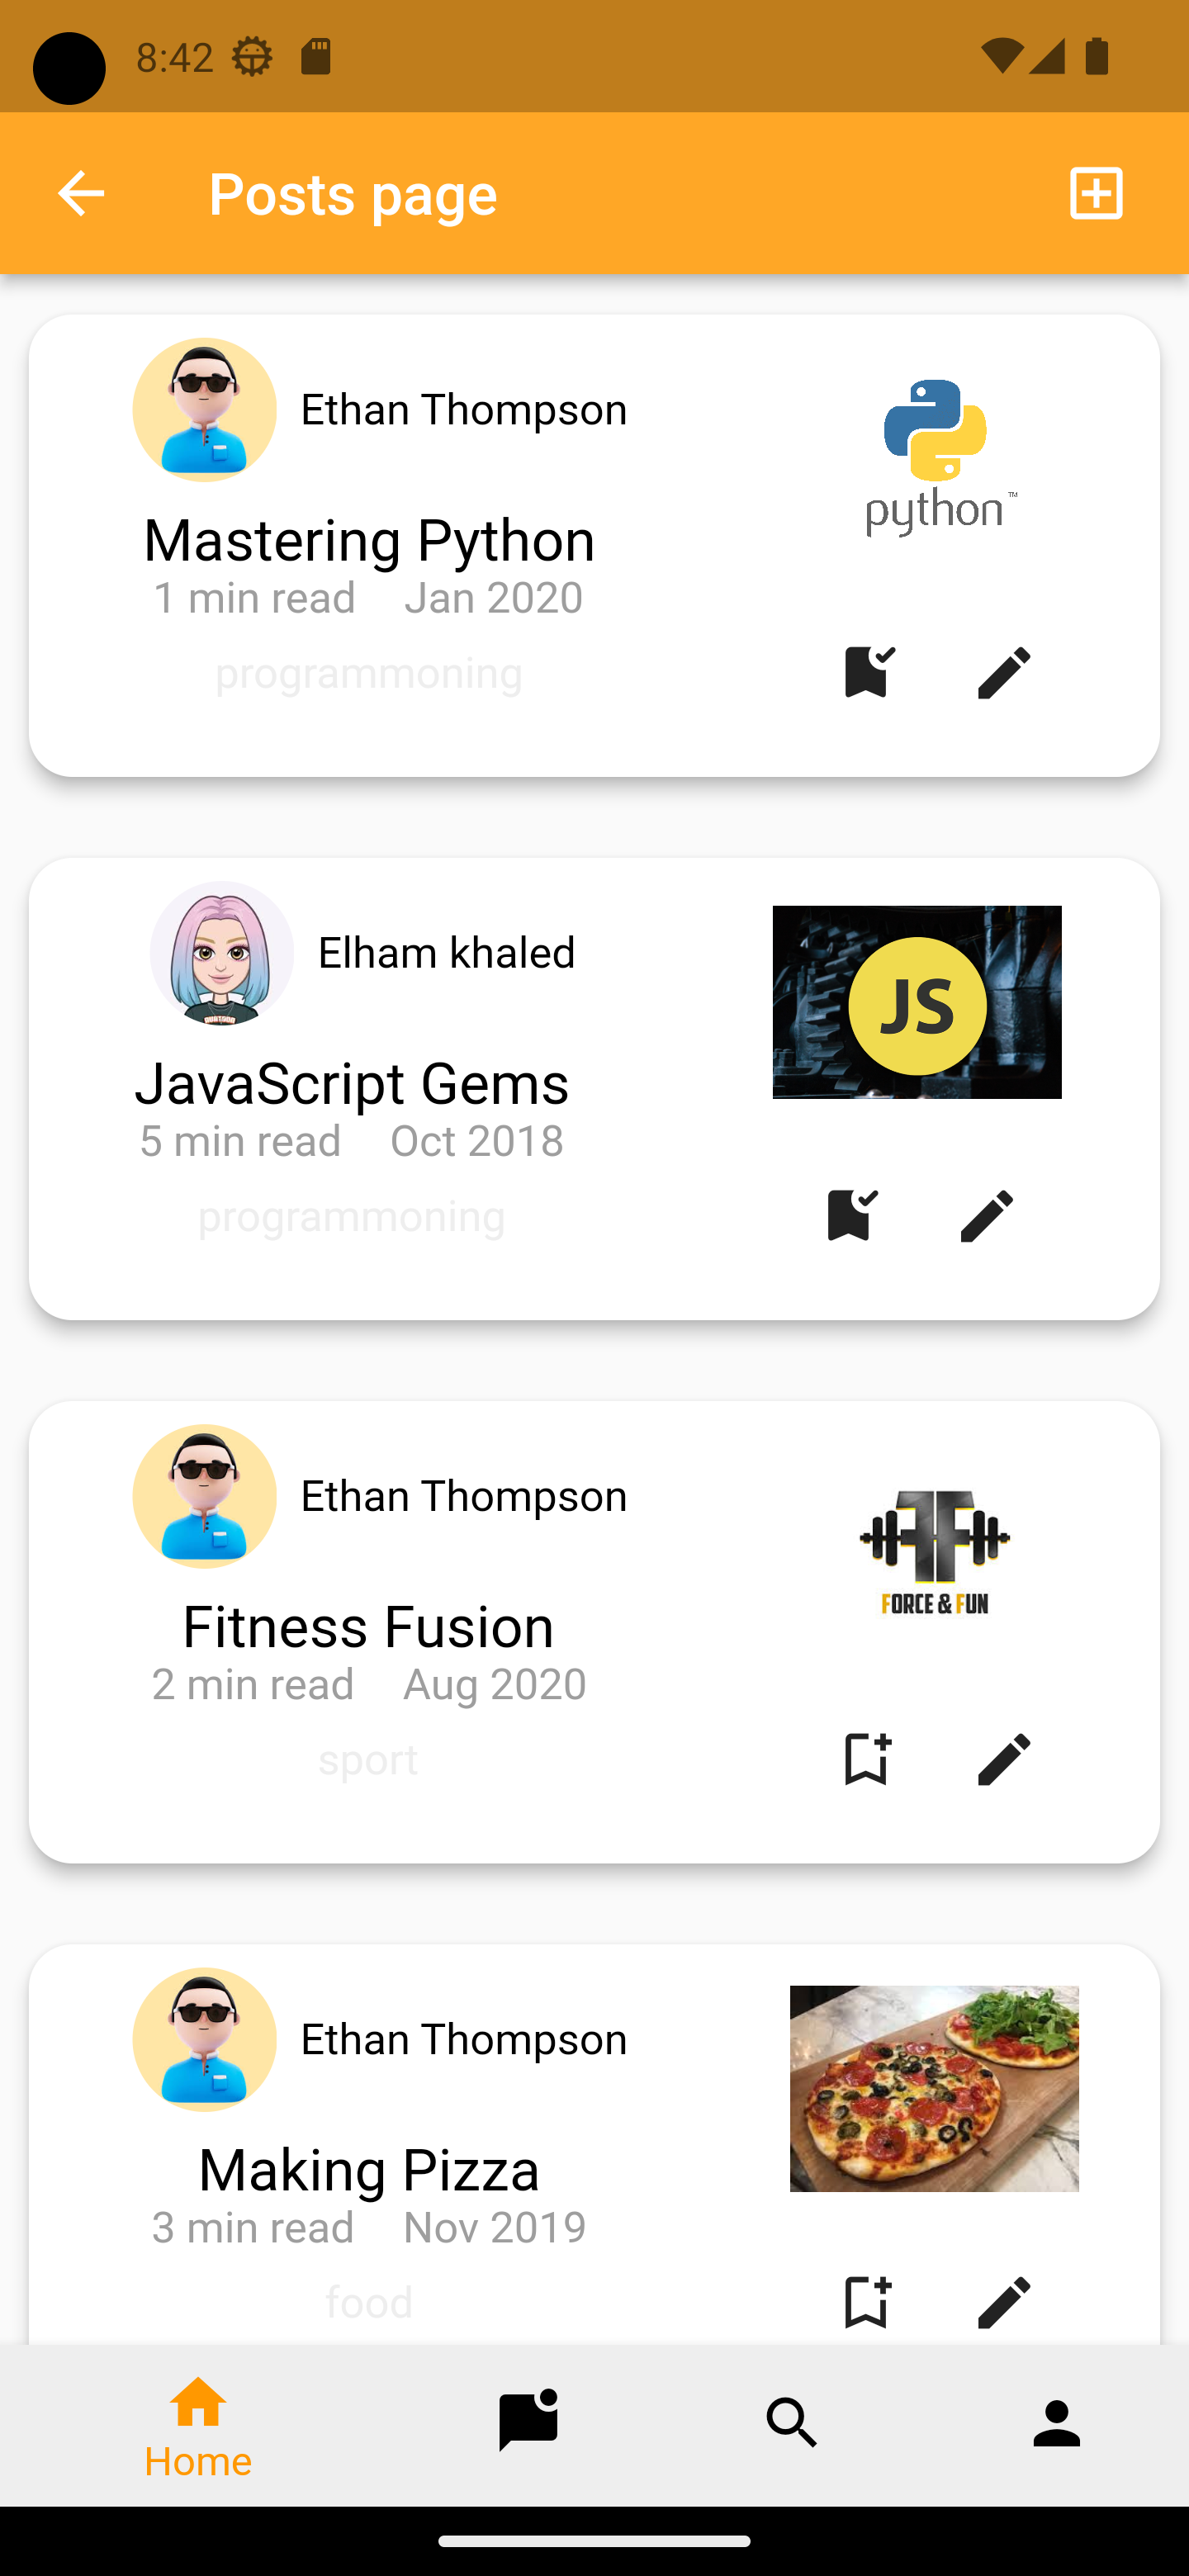 8:42
Posts page
Ethan Thompson
python™
Mastering Python
1 min read Jan 2020
programmoning
Elham khaled
JS
JavaScript Gems
5 min read Oct 2018
programmoning
Ethan Thompson
FF
FORCE & FUN
Fitness Fusion
2 min read Aug 2020
sport
Ethan Thompson
Making Pizza
3 min read Nov 2019
food
Home